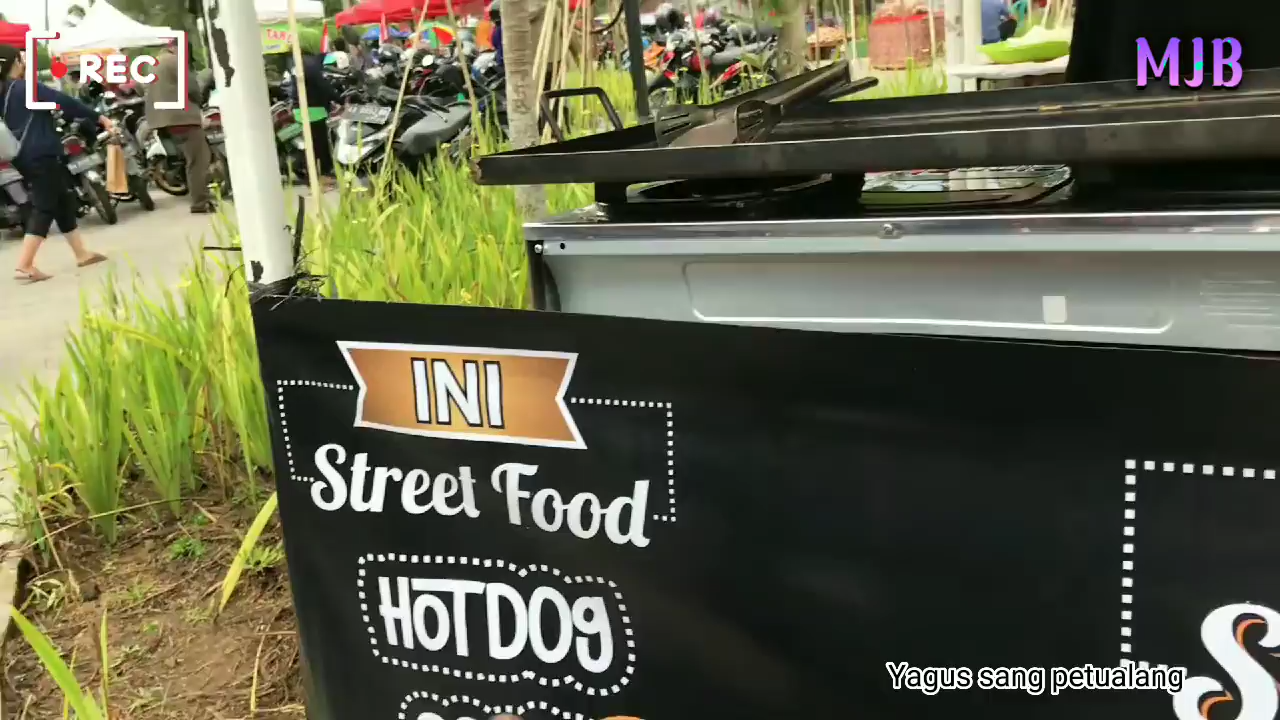 REC
MJB
INI
Street Food
HOTDOg
Yagus sang petualang